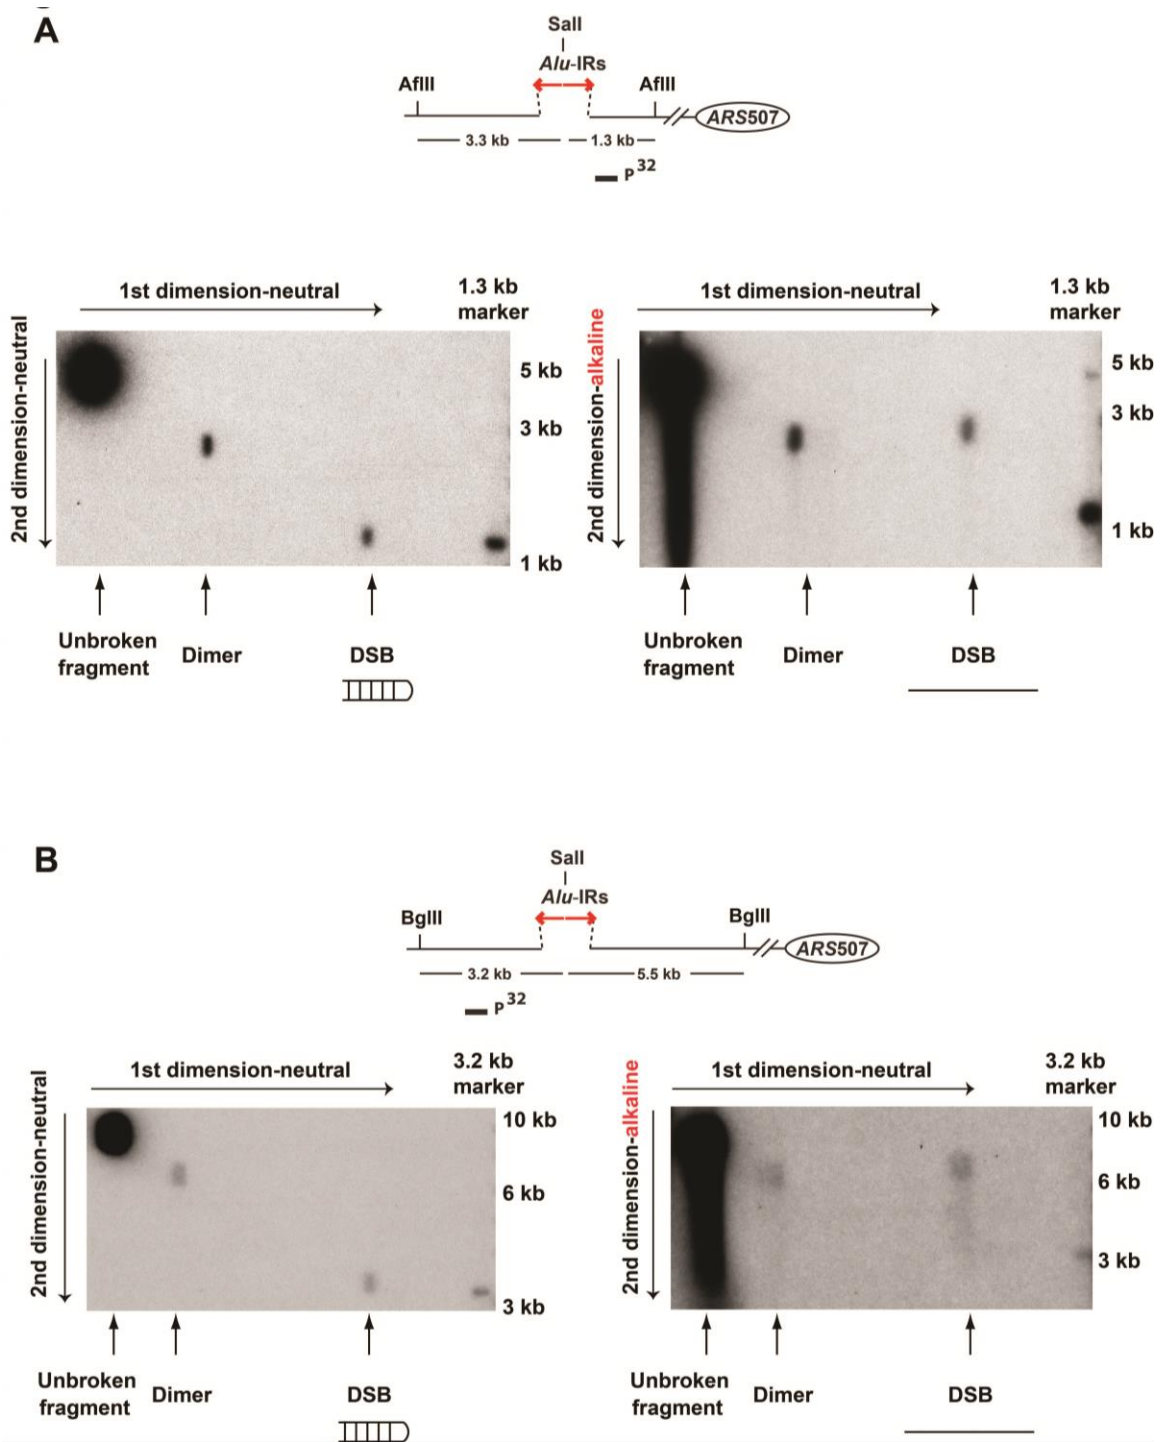 A
SalI
Alu-IRs
AflII
AflII
ARS507
3.3 kb
1.3 kb
P32
1st dimension-neutral
1.3 kb
marker
2nd dimension-neutral
5 kb
3 kb
1 kb
Unbroken
fragment
Dimer
DSB
1st dimension-neutral
1.3 kb
marker
2nd dimension-alkaline
5 kb
3 kb
1 kb
Unbroken
fragment
Dimer
DSB
B
SalI
Alu-IRs
BglII
BglII
ARS507
3.2 kb
5.5 kb
P32
1st dimension-neutral
3.2 kb
marker
2nd dimension-neutral
10 kb
6 kb
3 kb
Unbroken
fragment
Dimer
DSB
1st dimension-neutral
3.2 kb
marker
2nd dimension-alkaline
10 kb
6 kb
3 kb
Unbroken
fragment
Dimer
DSB